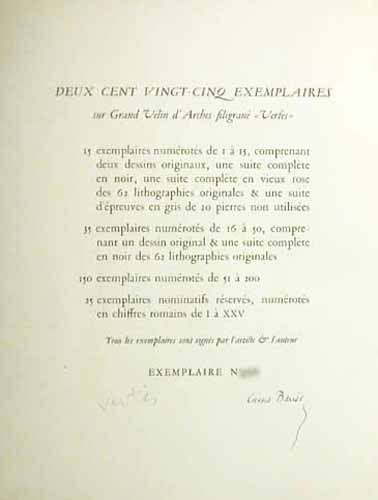 DEUX CENT VINGT-CINQ EXEMPLAIRES
sur Grand Vélin d'Arches filigrané «Vertès»
15 exemplaires numérotés de 1 à 15, comprenant
deux dessins originaux, une suite complète
en noir, une suite complète en vieux rose
des 62 lithographies originales & une suite
d'épreuves en gris de 20 pierres non utilisées
35 exemplaires numérotés de 16 à 50, compre-
nant un dessin original & une suite complète
en noir des 62 lithographies originales
150 exemplaires numérotés de 51 à 200
25 exemplaires nominatifs réservés, numérotés
en chiffres romains de I à XXV
Tous les exemplaires sont signés par l'artiste & l'auteur
EXEMPLAIRE N
vertès